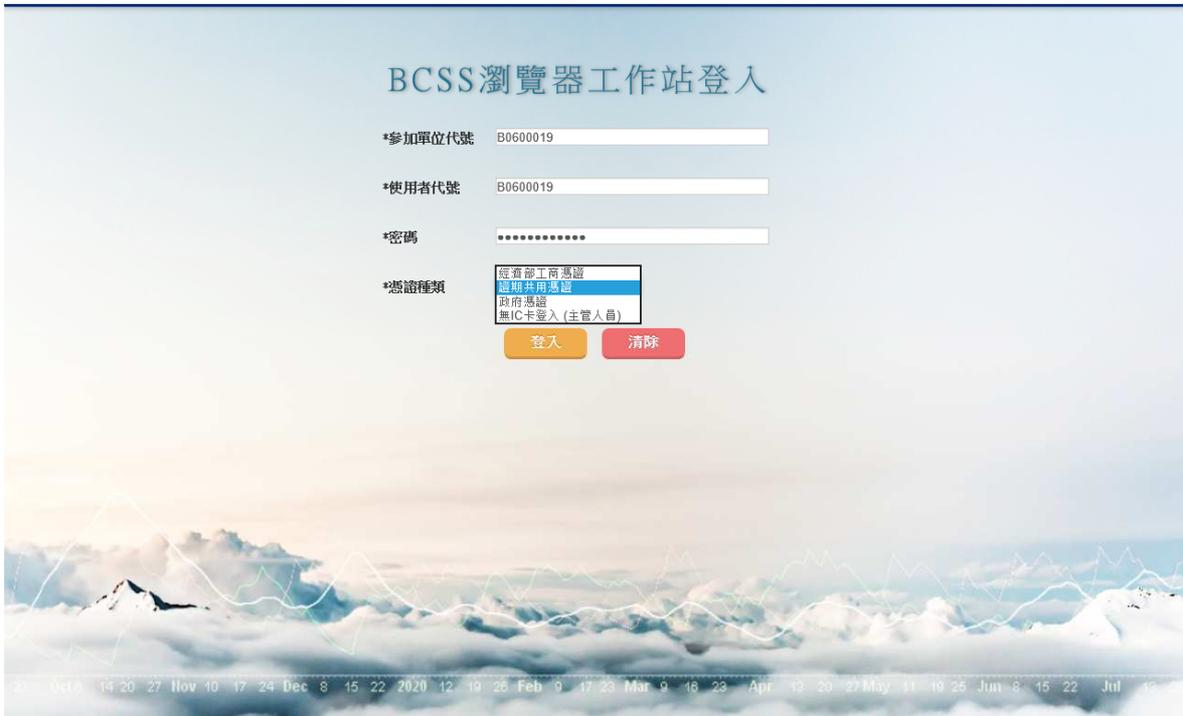 BCSS瀏覽器工作站登入
*參加單位代號 B0600019
*使用者代號 B0600019
*密碼 ••••••••••••
*憑證種類
經濟部工商憑證
證期共用憑證
政府憑證
無IC卡登入 (主管人員)
登入 清除
14 20 27 Nov 10 17 24 Dec 8 15 22 2020 12 19 26 Feb 9 17 23 Mar 9 16 23 Apr 13 20 27 May 11 19 25 Jun 8 15 22 Jul